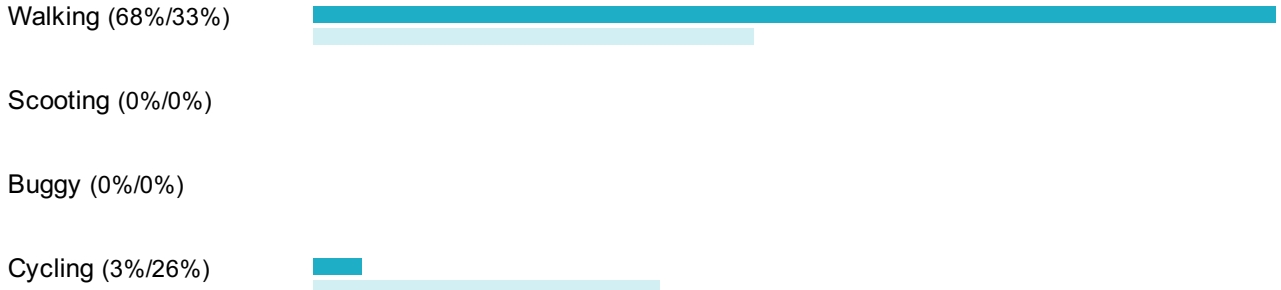 Walking (68%/33%)
Scooting (0%/0%)
Buggy (0%/0%)
Cycling (3%/26%)